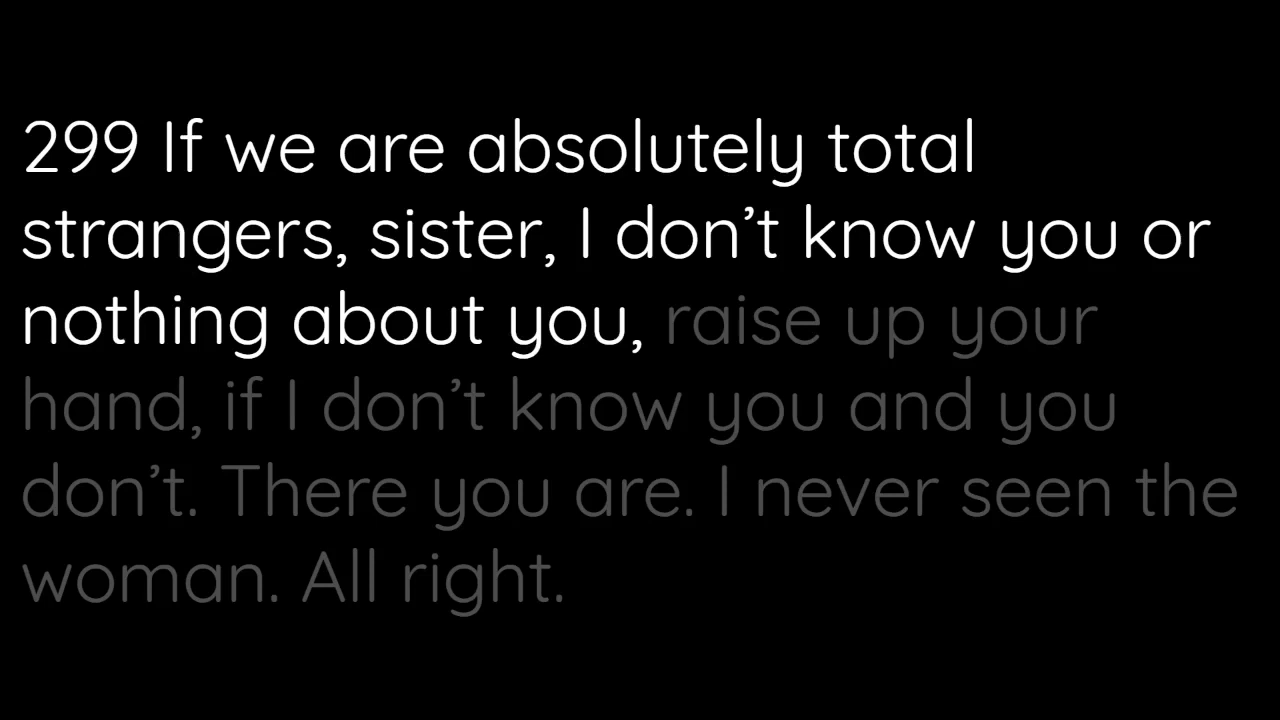 299 If we are absolutely total
strangers, sister, I don’t know you or
nothing about you, raise up your
hand, if I don’t know you and you
don’t. There you are. I never seen the
woman. All right.